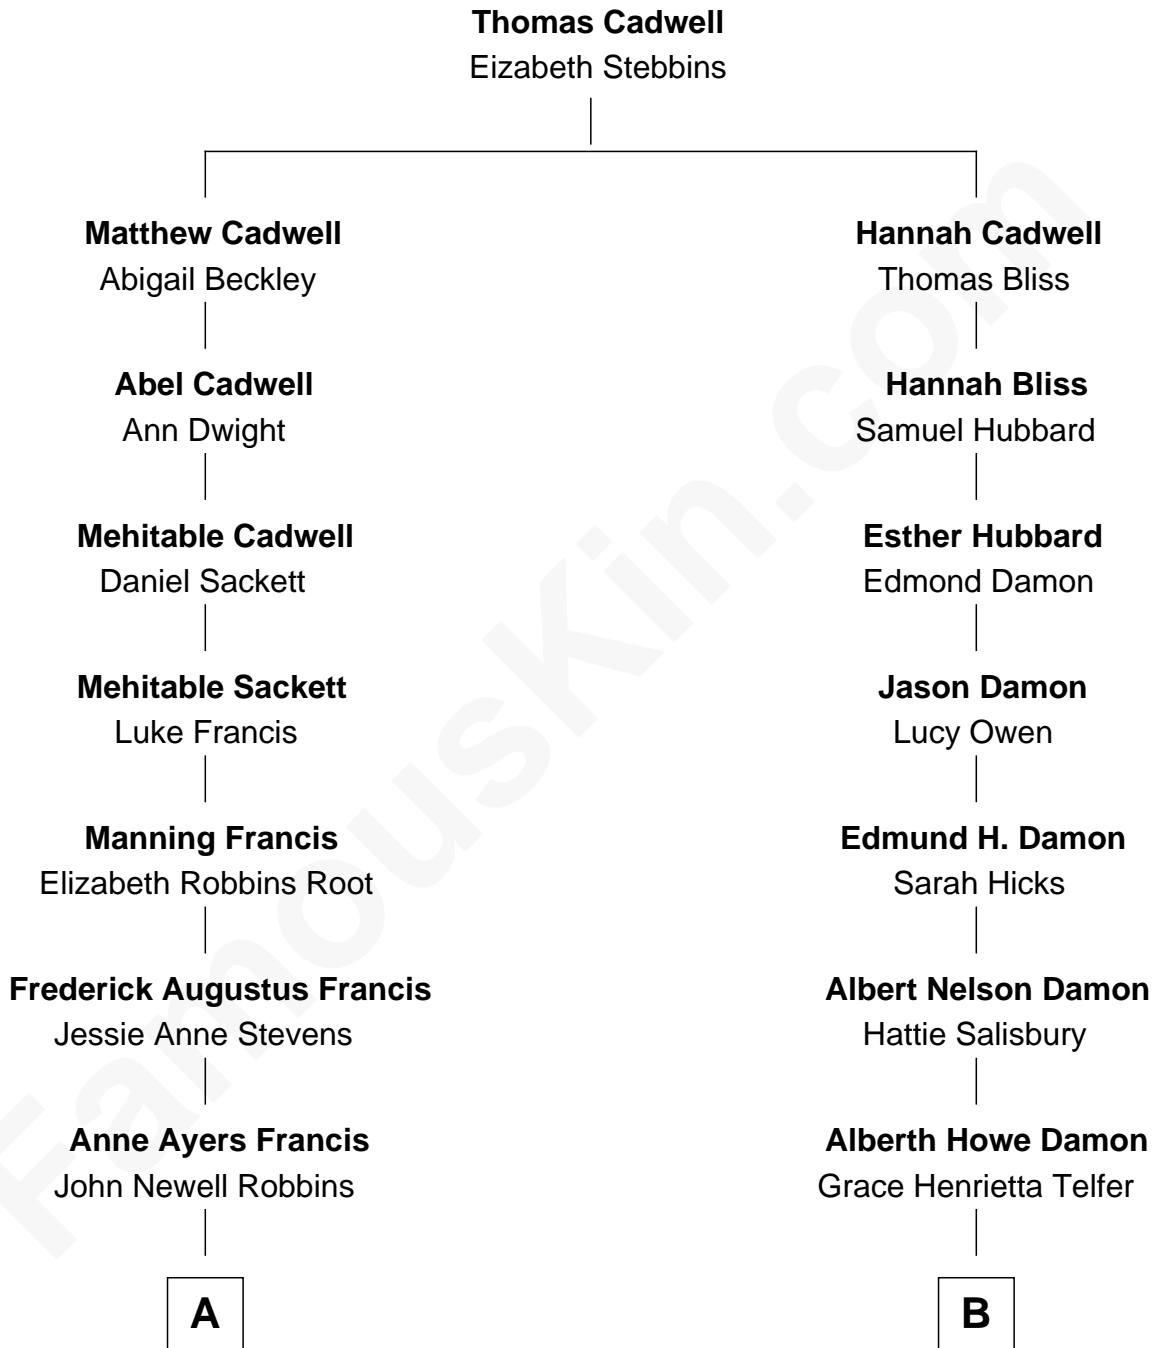 Thomas Cadwell
Eizabeth Stebbins
Matthew Cadwell
Abigail Beckley
Abel Cadwell
Ann Dwight
Mehitable Cadwell
Daniel Sackett
Mehitable Sackett
Luke Francis
Manning Francis
Elizabeth Robbins Root
Frederick Augustus Francis
Jessie Anne Stevens
Anne Ayers Francis
John Newell Robbins
A
Hannah Cadwell
Thomas Bliss
Hannah Bliss
Samuel Hubbard
Esther Hubbard
Edmond Damon
Jason Damon
Lucy Owen
Edmund H. Damon
Sarah Hicks
Albert Nelson Damon
Hattie Salisbury
Alberth Howe Damon
Grace Henrietta Telfer
B
FamousKin.com